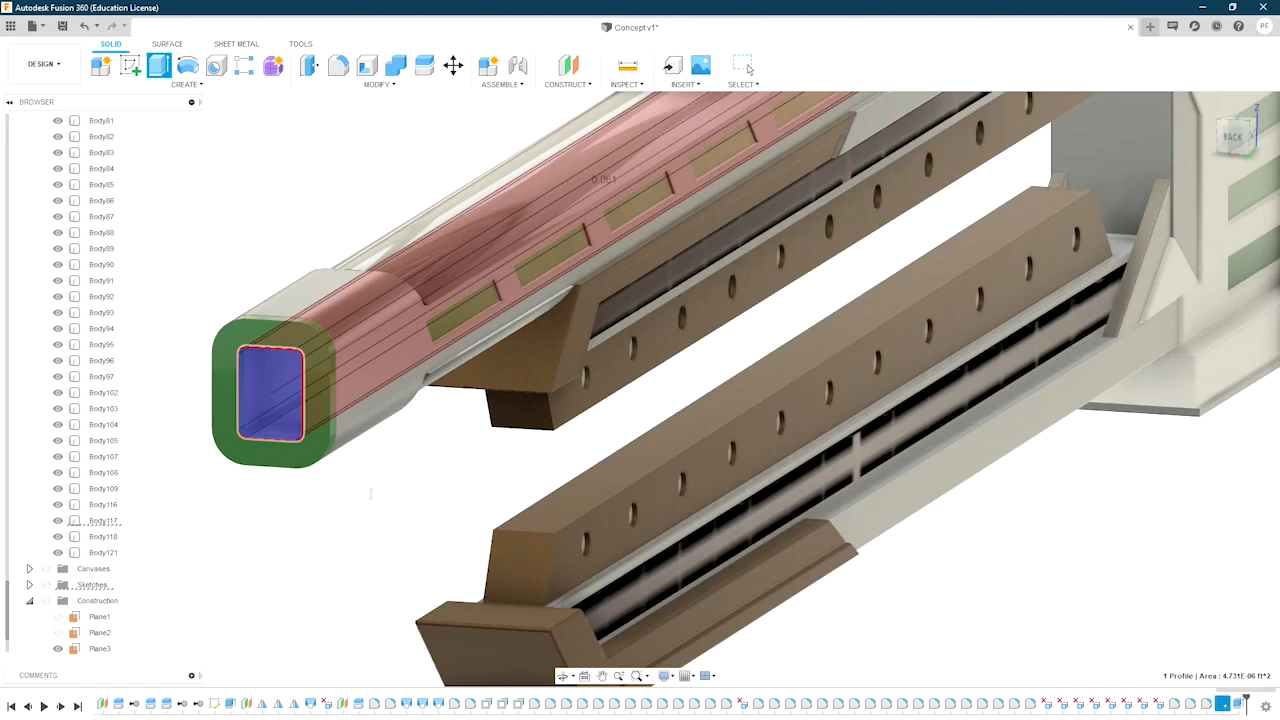 Autodesk Fusion 360 (Education License)
Concept v1*
PF
DESIGN
SOLID
SURFACE
SHEET METAL
TOOLS
CREATE
MODIFY
ASSEMBLE
CONSTRUCT
INSPECT
INSERT
SELECT
BROWSER
Body81
Body82
Body83
Body84
Body85
Body86
Body87
Body88
Body89
Body90
Body91
Body92
Body93
Body94
Body95
Body96
Body97
Body102
Body103
Body104
Body105
Body107
Body108
Body109
Body116
Body117
Body118
Body121
Canvases
Sketches
Construction
Plane1
Plane2
Plane3
COMMENTS
0.061
Z
BACK
1 Profile | Area : 4.731E-06 ft^2